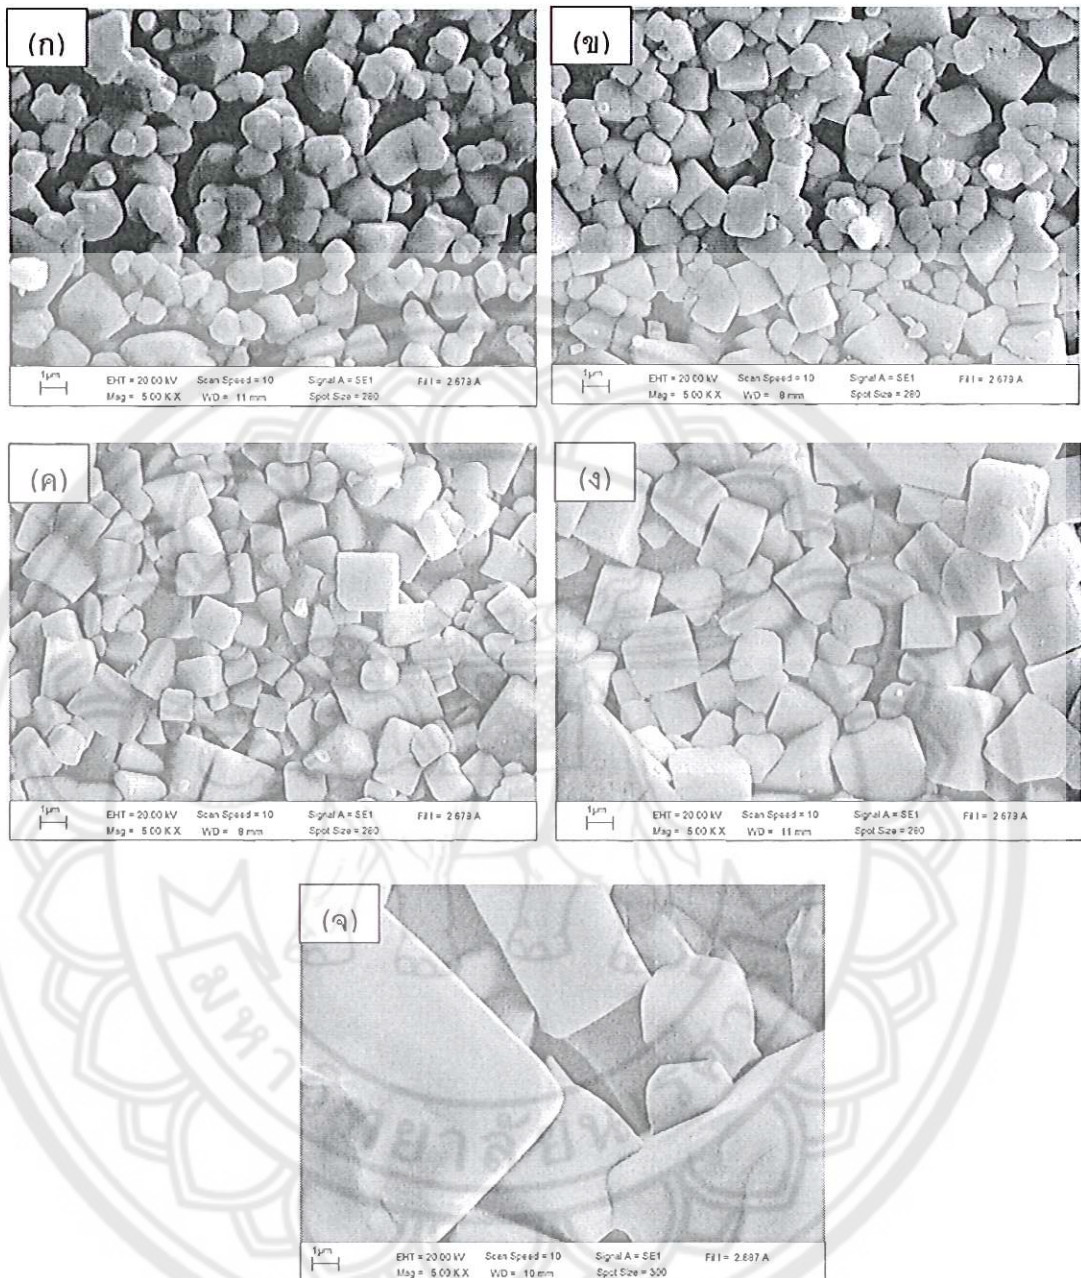 (ก)
(ข)
1µm EHT = 20.00 kV Scan Speed = 10 Signal A = SE1 Fil I = 2.679 A
Mag = 5.00 K X WD = 11 mm Spot Size = 280
1µm EHT = 20.00 kV Scan Speed = 10 Signal A = SE1 Fil I = 2.679 A
Mag = 5.00 K X WD = 8 mm Spot Size = 280
(ค)
(ง)
1µm EHT = 20.00 kV Scan Speed = 10 Signal A = SE1 Fil I = 2.679 A
Mag = 5.00 K X WD = 9 mm Spot Size = 280
1µm EHT = 20.00 kV Scan Speed = 10 Signal A = SE1 Fil I = 2.679 A
Mag = 5.00 K X WD = 11 mm Spot Size = 280
(จ)
1µm EHT = 20.00 kV Scan Speed = 10 Signal A = SE1 Fil I = 2.687 A
Mag = 5.00 K X WD = 10 mm Spot Size = 300